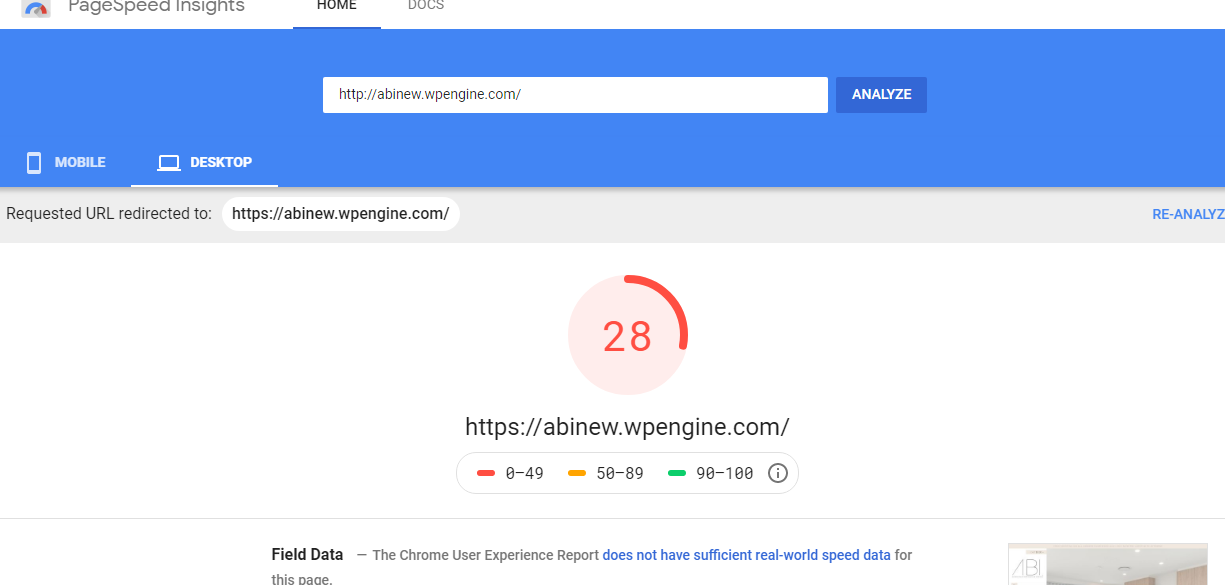 PageSpeed Insights
HOME
DOCS
http://abinew.wpengine.com/
ANALYZE
MOBILE
DESKTOP
Requested URL redirected to:
https://abinew.wpengine.com/
RE-ANALYZ
28
https://abinew.wpengine.com/
0–49
50–89
90–100
Field Data — The Chrome User Experience Report does not have sufficient real-world speed data for
this page.
ABI